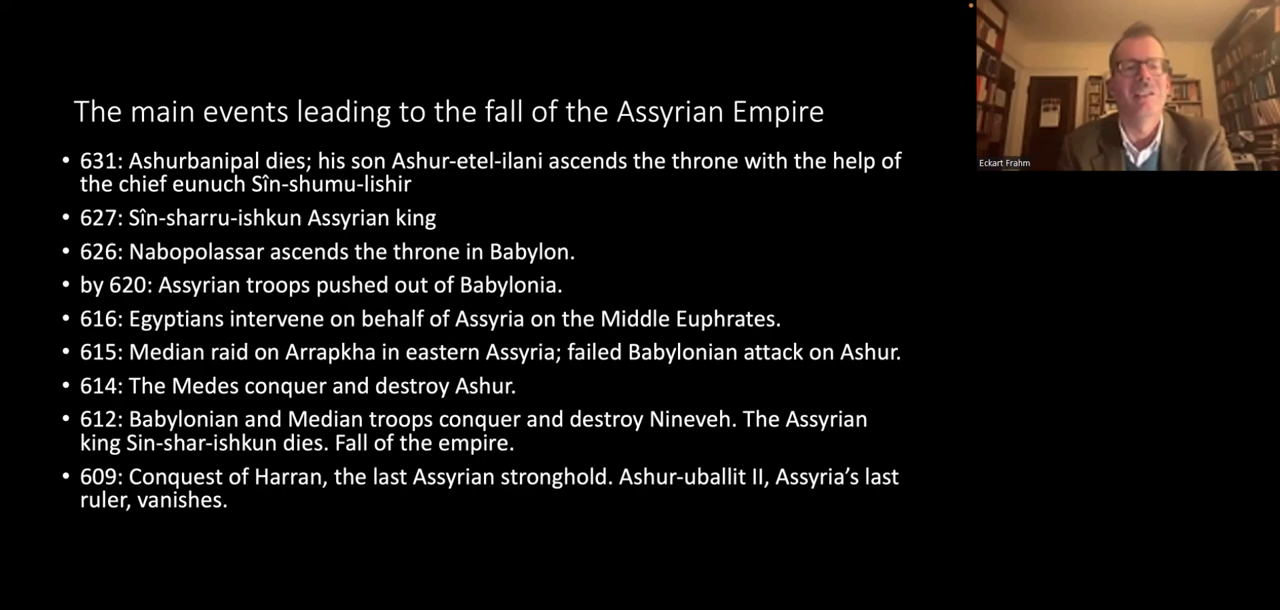 The main events leading to the fall of the Assyrian Empire
• 631: Ashurbanipal dies; his son Ashur-etel-ilani ascends the throne with the help of
the chief eunuch Sîn-shumu-lishir
• 627: Sîn-sharru-ishkun Assyrian king
• 626: Nabopolassar ascends the throne in Babylon.
• by 620: Assyrian troops pushed out of Babylonia.
• 616: Egyptians intervene on behalf of Assyria on the Middle Euphrates.
• 615: Median raid on Arrapkha in eastern Assyria; failed Babylonian attack on Ashur.
• 614: The Medes conquer and destroy Ashur.
• 612: Babylonian and Median troops conquer and destroy Nineveh. The Assyrian
king Sin-shar-ishkun dies. Fall of the empire.
• 609: Conquest of Harran, the last Assyrian stronghold. Ashur-uballit II, Assyria’s last
ruler, vanishes.
Eckart Frahm